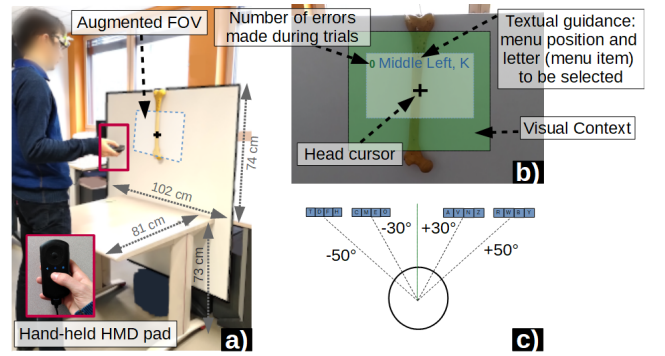 Augmented FOV
Number of errors
made during trials
Textual guidance:
menu position and
letter (menu item)
to be selected
0 Middle Left, K
Visual Context
Head cursor
b)
74 cm
102 cm
81 cm
73 cm
Hand-held HMD pad
a)
T D F H
C M E O
A V N Z
R W B Y
-50°
-30°
+30°
+50°
c)